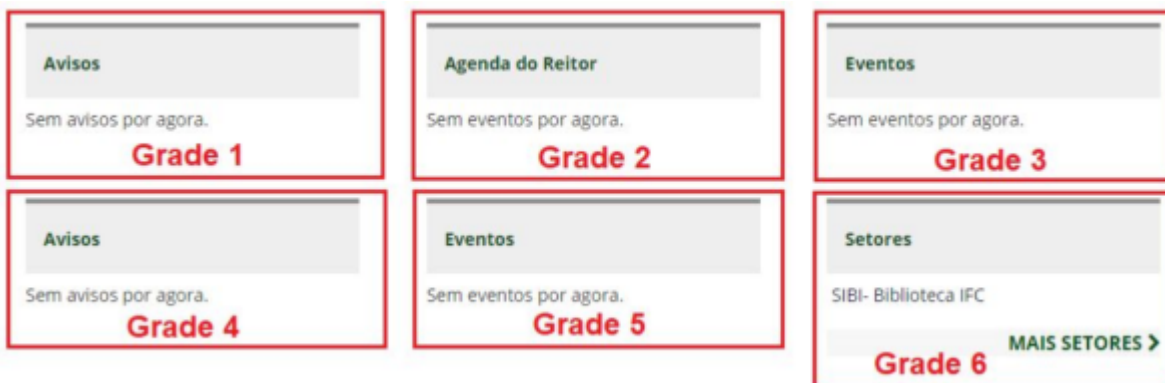 Avisos
Sem avisos por agora.
Grade 1
Agenda do Reitor
Sem eventos por agora.
Grade 2
Eventos
Sem eventos por agora.
Grade 3
Avisos
Sem avisos por agora.
Grade 4
Eventos
Sem eventos por agora.
Grade 5
Setores
SIBI- Biblioteca IFC
MAIS SETORES
Grade 6